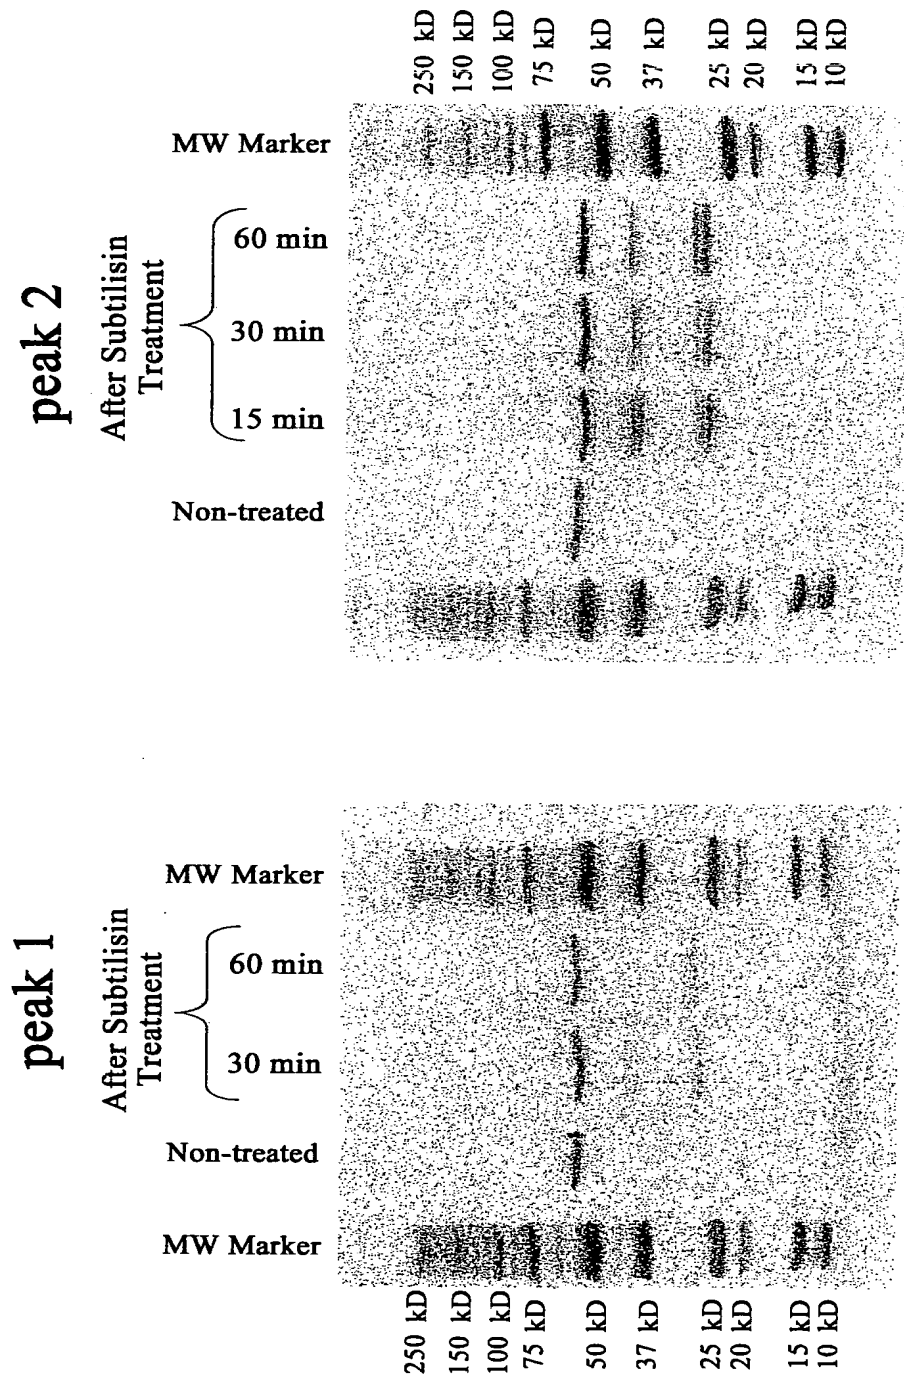 peak 2
After Subtilisin
Treatment
MW Marker
60 min
30 min
15 min
Non-treated
250 kD
150 kD
100 kD
75 kD
50 kD
37 kD
25 kD
20 kD
15 kD
10 kD
peak 1
After Subtilisin
Treatment
MW Marker
60 min
30 min
Non-treated
MW Marker
250 kD
150 kD
100 kD
75 kD
50 kD
37 kD
25 kD
20 kD
15 kD
10 kD